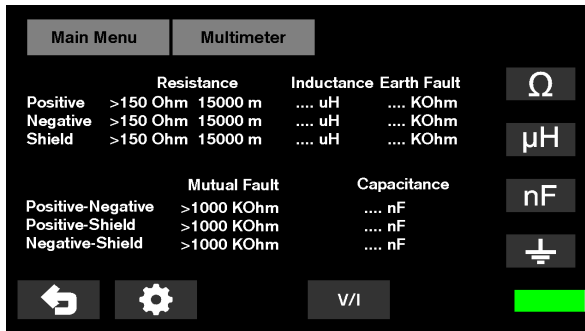 Main Menu Multimeter
Resistance Inductance Earth Fault
Positive >150 Ohm 15000 m .... uH .... KOhm
Negative >150 Ohm 15000 m .... uH .... KOhm
Shield >150 Ohm 15000 m .... uH .... KOhm
Mutual Fault Capacitance
Positive-Negative >1000 KOhm .... nF
Positive-Shield >1000 KOhm .... nF
Negative-Shield >1000 KOhm .... nF
Ω
µH
nF
V/I